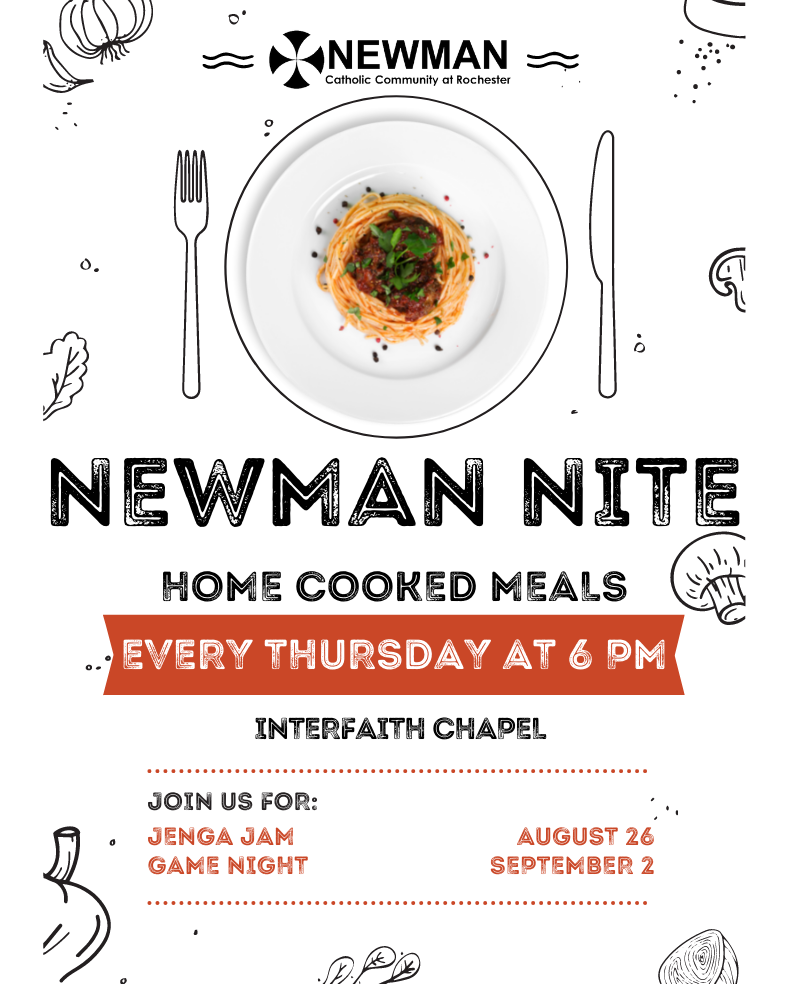 NEWMAN
Catholic Community at Rochester
NEWMAN NITE
HOME COOKED MEALS
EVERY THURSDAY AT 6 PM
INTERFAITH CHAPEL
JOIN US FOR:
JENGA JAM AUGUST 26
GAME NIGHT SEPTEMBER 2